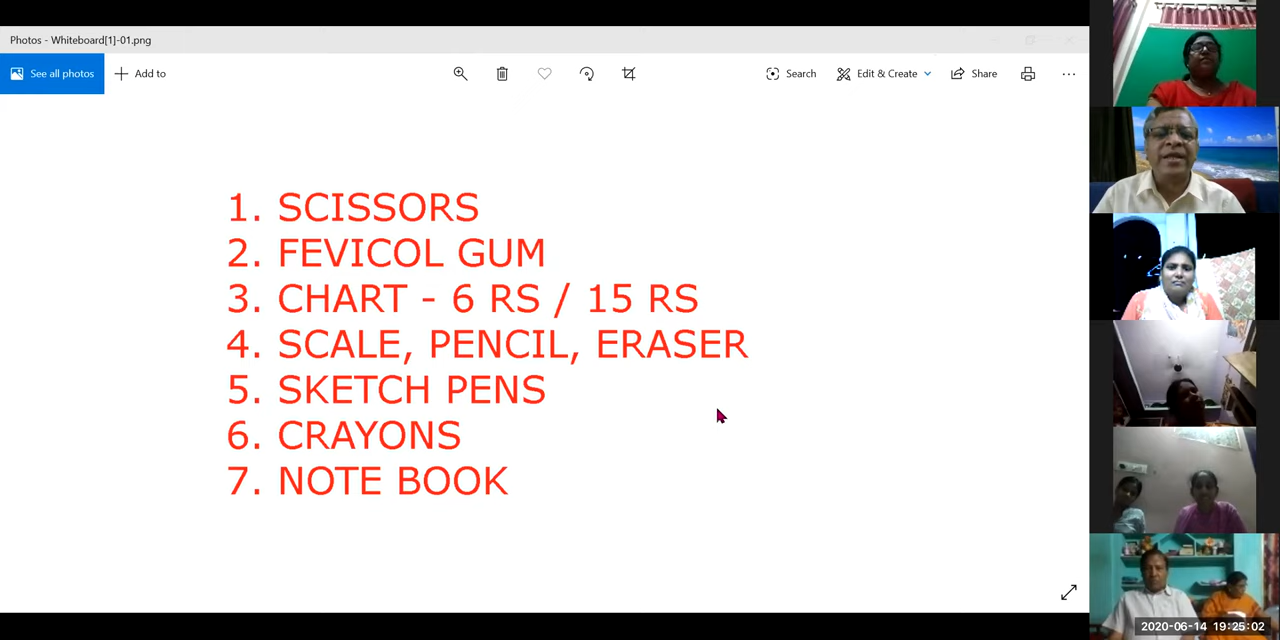 Photos - Whiteboard[1]-01.png
See all photos
Add to
Search
Edit & Create
Share
1. SCISSORS
2. FEVICOL GUM
3. CHART - 6 RS / 15 RS
4. SCALE, PENCIL, ERASER
5. SKETCH PENS
6. CRAYONS
7. NOTE BOOK
2020-06-14 19:25:02